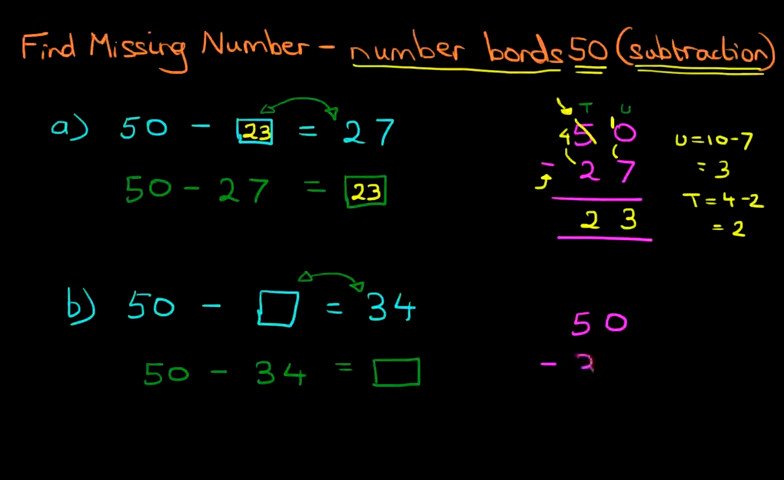 Find Missing Number - number bonds 50 (subtraction)
a) 50 - 23 = 27
50 - 27 = 23
T U
4 5 1 0
- 2 7
2 3
U = 10 - 7
= 3
T = 4 - 2
= 2
b) 50 - □ = 34
50 - 34 = □
5 0
- 3